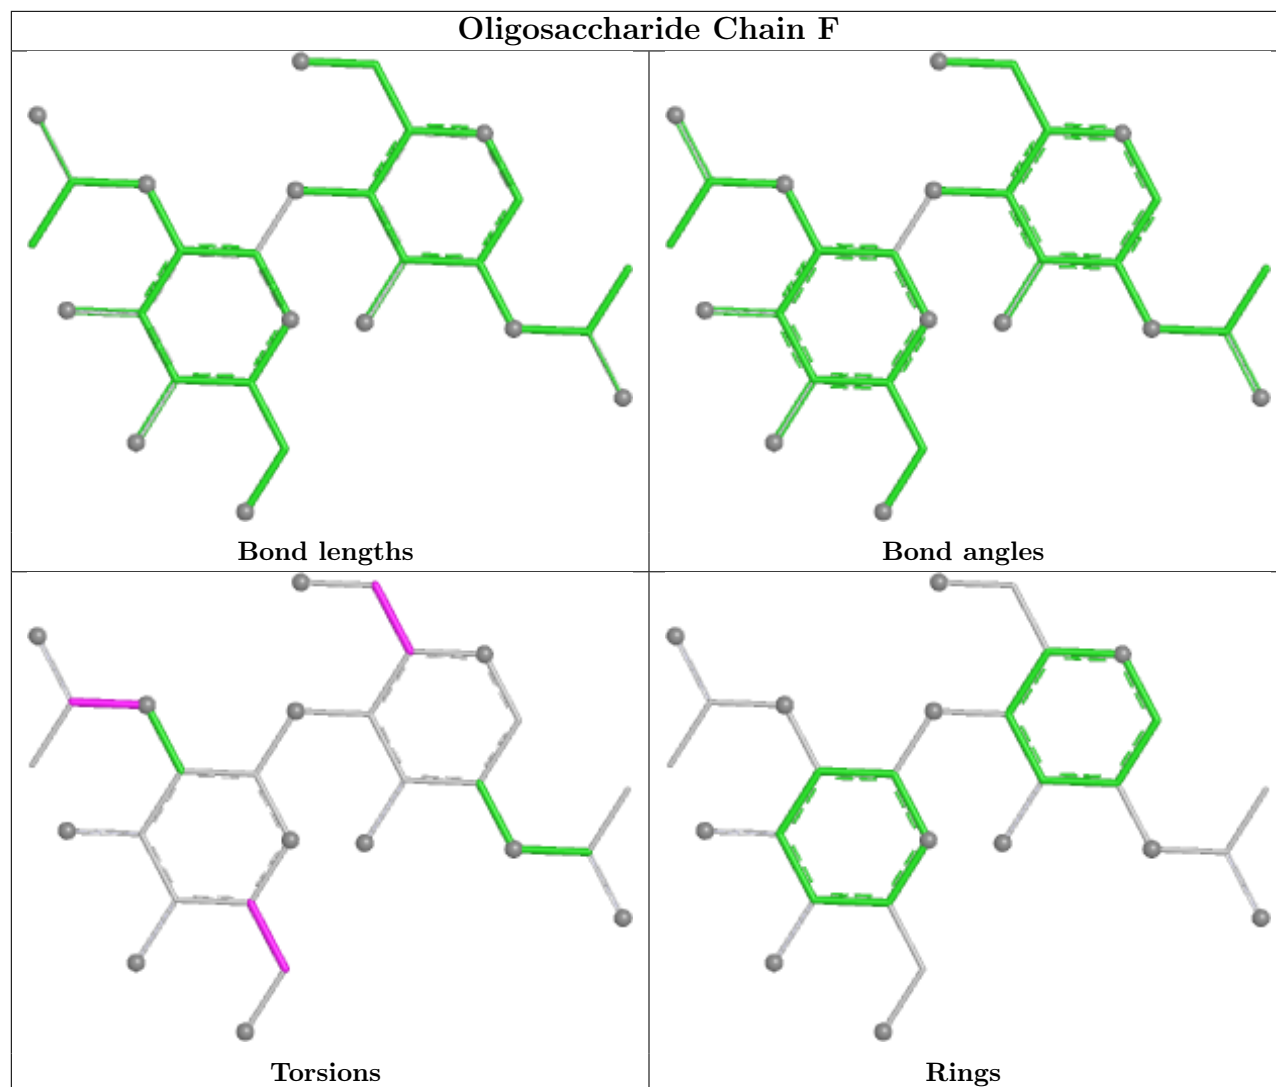 Oligosaccharide Chain F
Bond lengths
Bond angles
Torsions
Rings